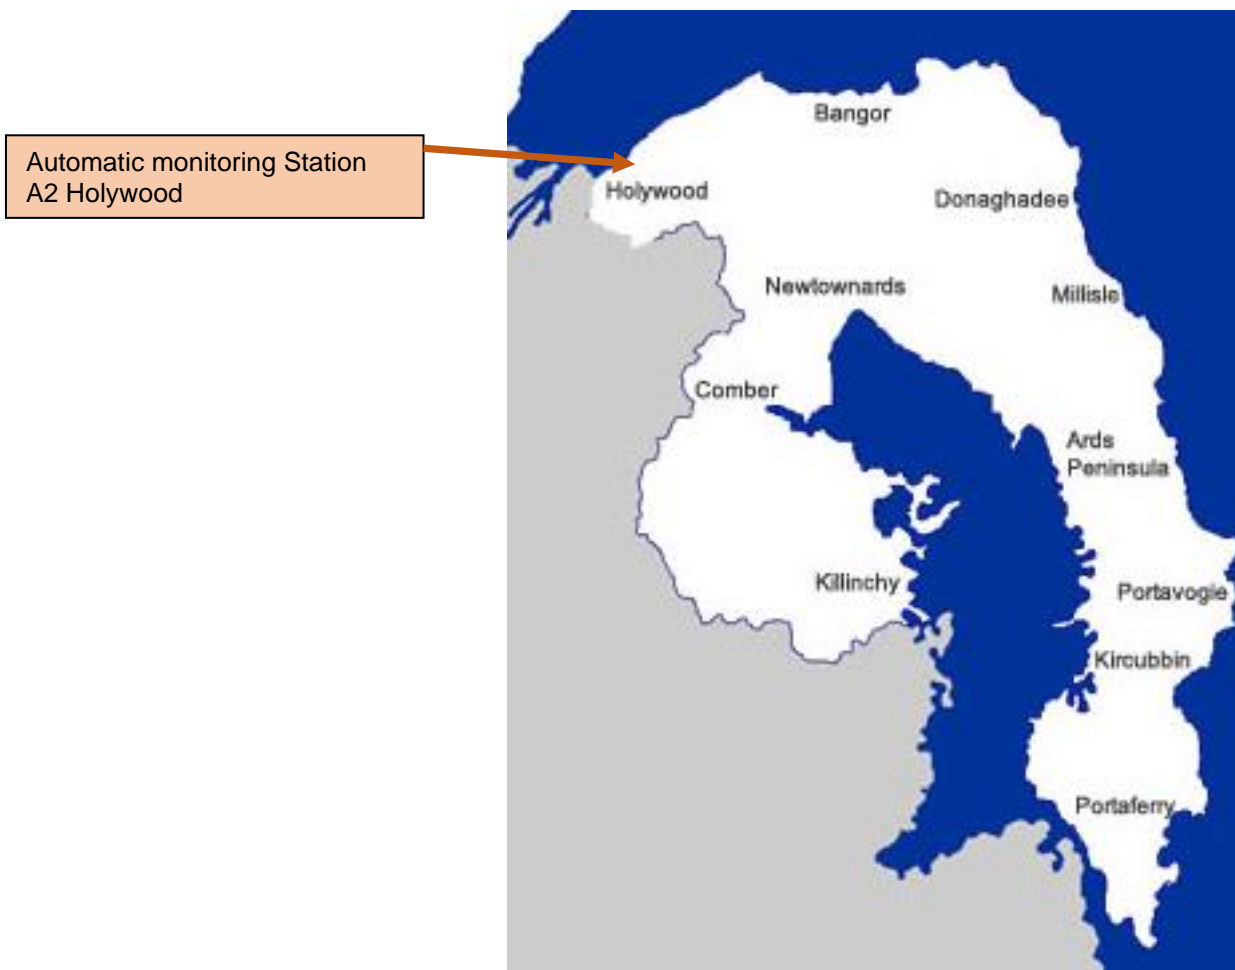 Automatic monitoring Station
A2 Holywood
Bangor
Holywood
Donaghadee
Newtownards
Millisle
Comber
Ards
Peninsula
Killinchy
Portavogie
Kircubbin
Portaferry